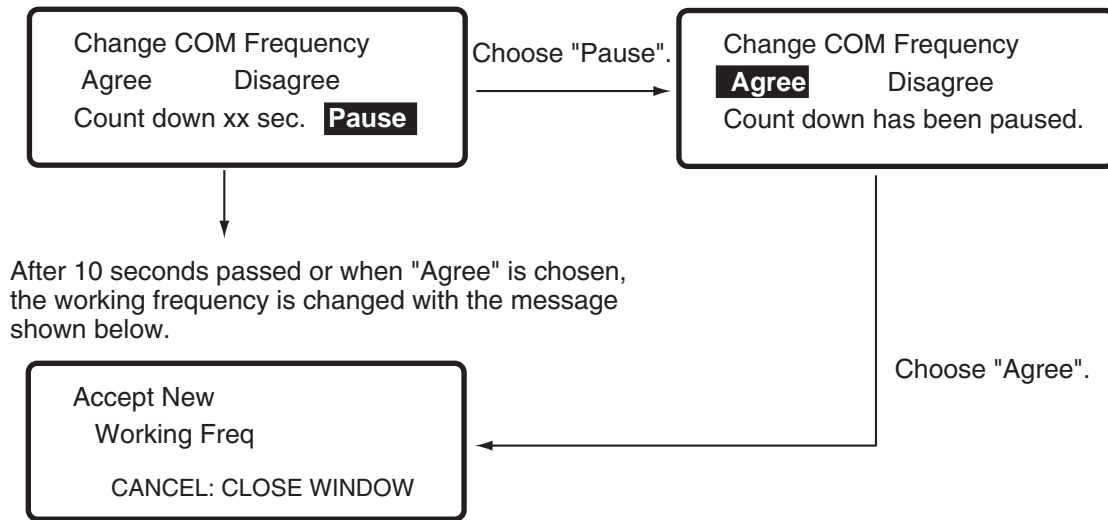 Change COM Frequency
Agree Disagree
Count down xx sec. Pause
Choose "Pause".
Change COM Frequency
Agree Disagree
Count down has been paused.
After 10 seconds passed or when "Agree" is chosen,
the working frequency is changed with the message
shown below.
Choose "Agree".
Accept New
Working Freq
CANCEL: CLOSE WINDOW